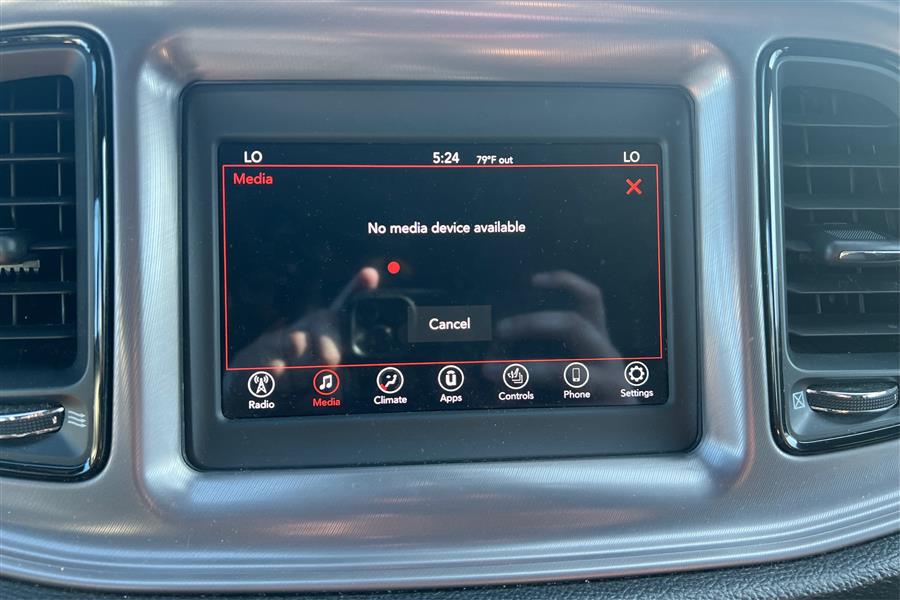 LO 5:24 79°F out LO
Media
No media device available
Cancel
Radio Media Climate Apps Controls Phone Settings